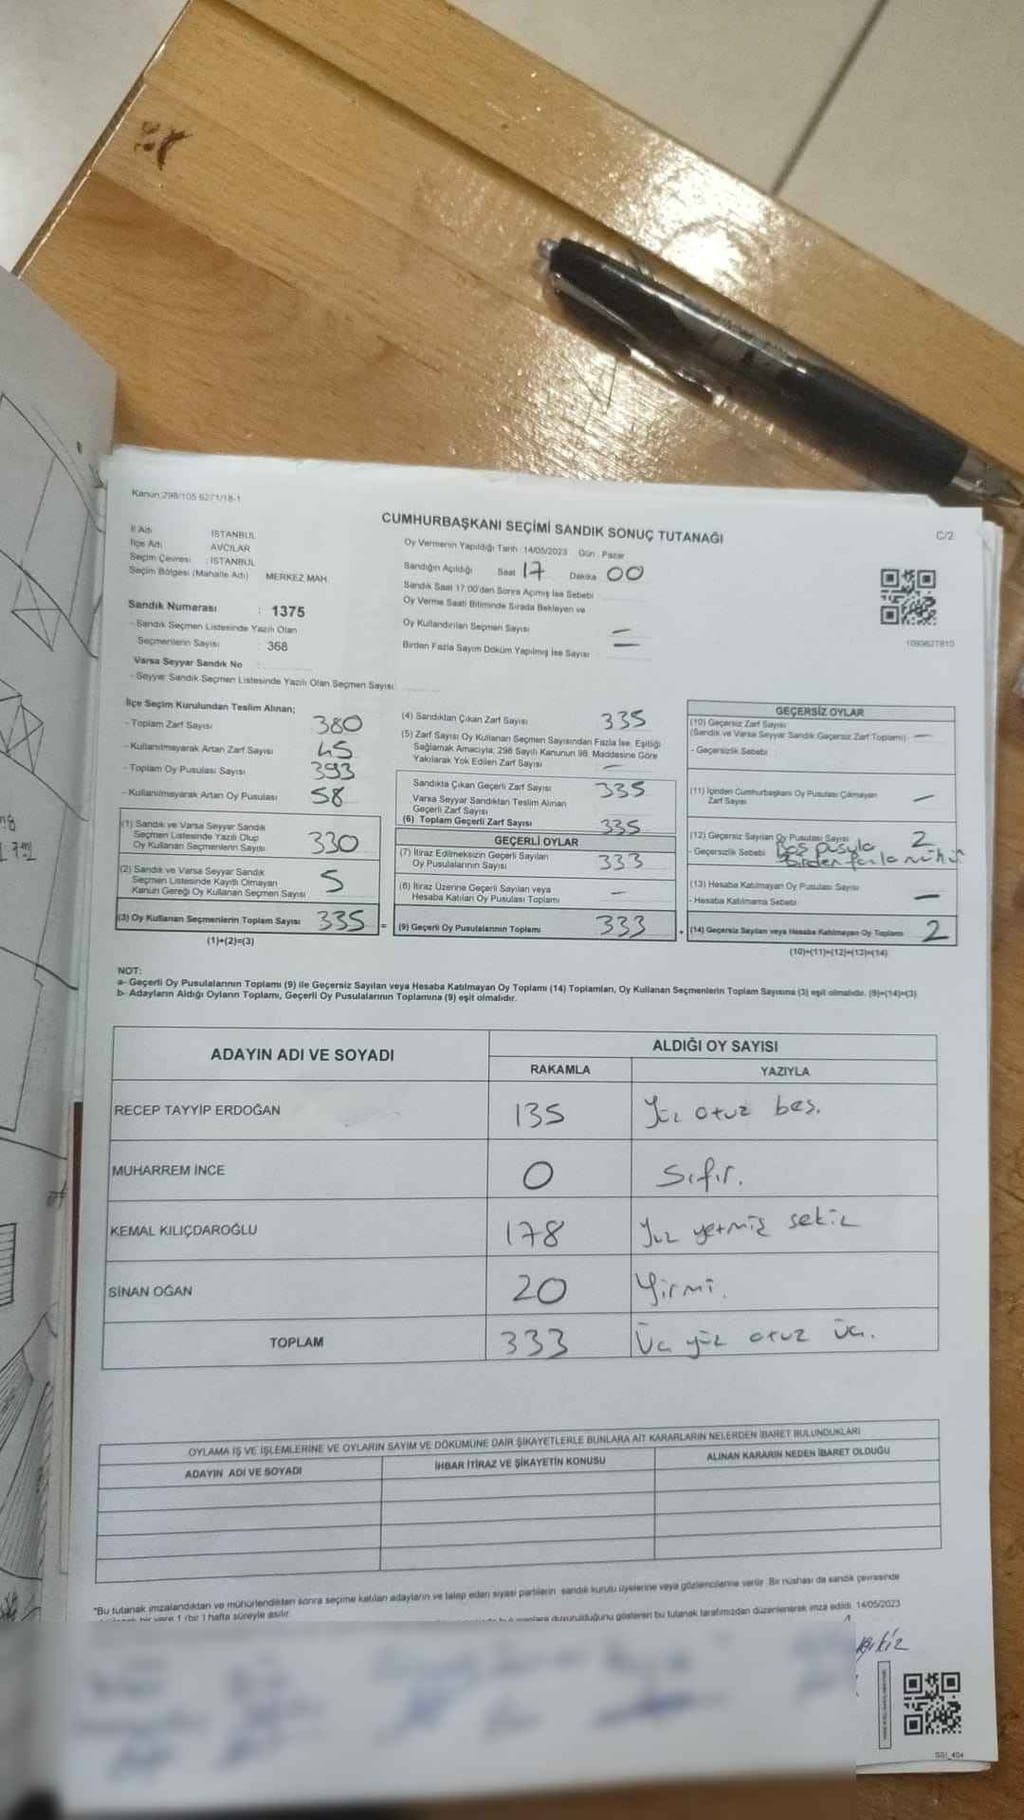 Kanun:298/105 6271/18-1
CUMHURBAŞKANI SEÇİMİ SANDIK SONUÇ TUTANAĞI
C/2
İl Adı : İSTANBUL
İlçe Adı : AVCILAR
Seçim Çevresi : İSTANBUL
Seçim Bölgesi (Mahalle Adı) MERKEZ MAH.
Sandık Numarası : 1375
- Sandık Seçmen Listesinde Yazılı Olan
Seçmenlerin Sayısı : 368
Varsa Seyyar Sandık No :
- Seyyar Sandık Seçmen Listesinde Yazılı Olan Seçmen Sayısı:
Oy Vermenin Yapıldığı Tarih : 14/05/2023 Gün : Pazar
Sandığın Açıldığı Saat 17 Dakika 00
Sandık Saat 17:00'den Sonra Açmış İse Sebebi
Oy Verme Saati Bitiminde Sırada Bekleyen ve
Oy Kullandırılan Seçmen Sayısı
Birden Fazla Sayım Döküm Yapılmış İse Sayısı
İlçe Seçim Kurulundan Teslim Alınan;
- Toplam Zarf Sayısı 380
- Kullanılmayarak Artan Zarf Sayısı 45
- Toplam Oy Pusulası Sayısı 393
- Kullanılmayarak Artan Oy Pusulası 58
(1) Sandık ve Varsa Seyyar Sandık
Seçmen Listesinde Yazılı Olup
Oy Kullanan Seçmenlerin Sayısı 330
(2) Sandık ve Varsa Seyyar Sandık
Seçmen Listesinde Kayıtlı Olmayan
Kanun Gereği Oy Kullanan Seçmen Sayısı 5
(3) Oy Kullanan Seçmenlerin Toplam Sayısı 335
(1)+(2)=(3)
(4) Sandıktan Çıkan Zarf Sayısı 335
(5) Zarf Sayısı Oy Kullanan Seçmen Sayısından Fazla İse, Eşitliği
Sağlamak Amacıyla; 298 Sayılı Kanunun 98. Maddesine Göre
Yakılarak Yok Edilen Zarf Sayısı –
Sandıkta Çıkan Geçerli Zarf Sayısı 335
Varsa Seyyar Sandıktan Teslim Alınan
Geçerli Zarf Sayısı
(6) Toplam Geçerli Zarf Sayısı 335
GEÇERLİ OYLAR
(7) İtiraz Edilmeksizin Geçerli Sayılan
Oy Pusulalarının Sayısı 333
(8) İtiraz Üzerine Geçerli Sayılan veya
Hesaba Katılan Oy Pusulası Toplamı –
= (9) Geçerli Oy Pusulalarının Toplamı 333
GEÇERSİZ OYLAR
(10) Geçersiz Zarf Sayısı
(Sandık ve Varsa Seyyar Sandık Geçersiz Zarf Toplamı) –
- Geçersizlik Sebebi
(11) İçinden Cumhurbaşkanı Oy Pusulası Çıkmayan
Zarf Sayısı –
(12) Geçersiz Sayılan Oy Pusulası Sayısı 2
- Geçersizlik Sebebi Boş pusula
Birden fazla mühür
(13) Hesaba Katılmayan Oy Pusulası Sayısı
- Hesaba Katılmama Sebebi –
+ (14) Geçersiz Sayılan veya Hesaba Katılmayan Oy Toplamı 2
(10)+(11)+(12)+(13)=(14)
NOT:
a- Geçerli Oy Pusulalarının Toplamı (9) ile Geçersiz Sayılan veya Hesaba Katılmayan Oy Toplamı (14) Toplamları, Oy Kullanan Seçmenlerin Toplam Sayısına (3) eşit olmalıdır. (9)+(14)=(3)
b- Adayların Aldığı Oyların Toplamı, Geçerli Oy Pusulalarının Toplamına (9) eşit olmalıdır.
ADAYIN ADI VE SOYADI
ALDIĞI OY SAYISI
RAKAMLA YAZIYLA
RECEP TAYYİP ERDOĞAN 135 Yüz otuz beş.
MUHARREM İNCE 0 Sıfır.
KEMAL KILIÇDAROĞLU 178 Yüz yetmiş sekiz
SİNAN OĞAN 20 Yirmi.
TOPLAM 333 Üç yüz otuz üç.
OYLAMA İŞ VE İŞLEMLERİNE VE OYLARIN SAYIM VE DÖKÜMÜNE DAİR ŞİKAYETLERLE BUNLARA AİT KARARLARIN NELERDEN İBARET BULUNDUKLARI
ADAYIN ADI VE SOYADI İHBAR İTİRAZ VE ŞİKAYETİN KONUSU ALINAN KARARIN NEDEN İBARET OLDUĞU
"Bu tutanak imzalandıktan ve mühürlendikten sonra seçime katılan adayların ve talep eden siyasi partilerin sandık kurulu üyelerine veya gözlemcilerine verilir. Bir nüshası da sandık çevresinde
bir yere 1 (bir) hafta süreyle asılır.
duyurulduğunu gösteren bu tutanak tarafımızdan düzenlenerek imza edildi. 14/05/2023